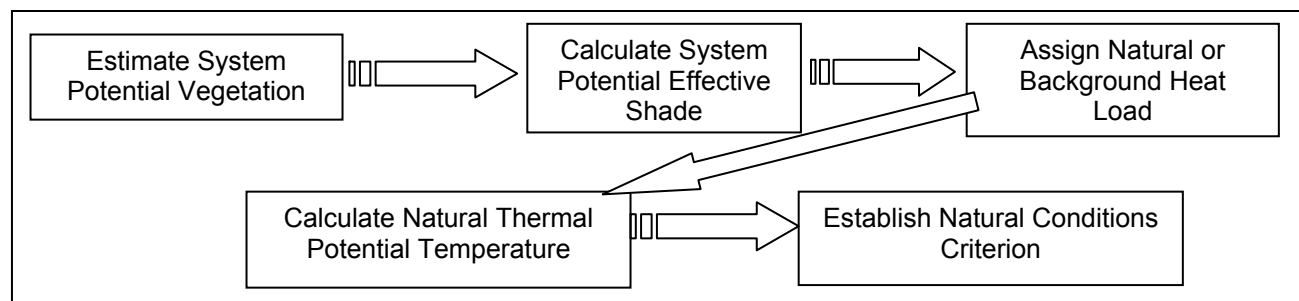 Estimate System
Potential Vegetation
Calculate System
Potential Effective
Shade
Assign Natural or
Background Heat
Load
Calculate Natural Thermal
Potential Temperature
Establish Natural Conditions
Criterion